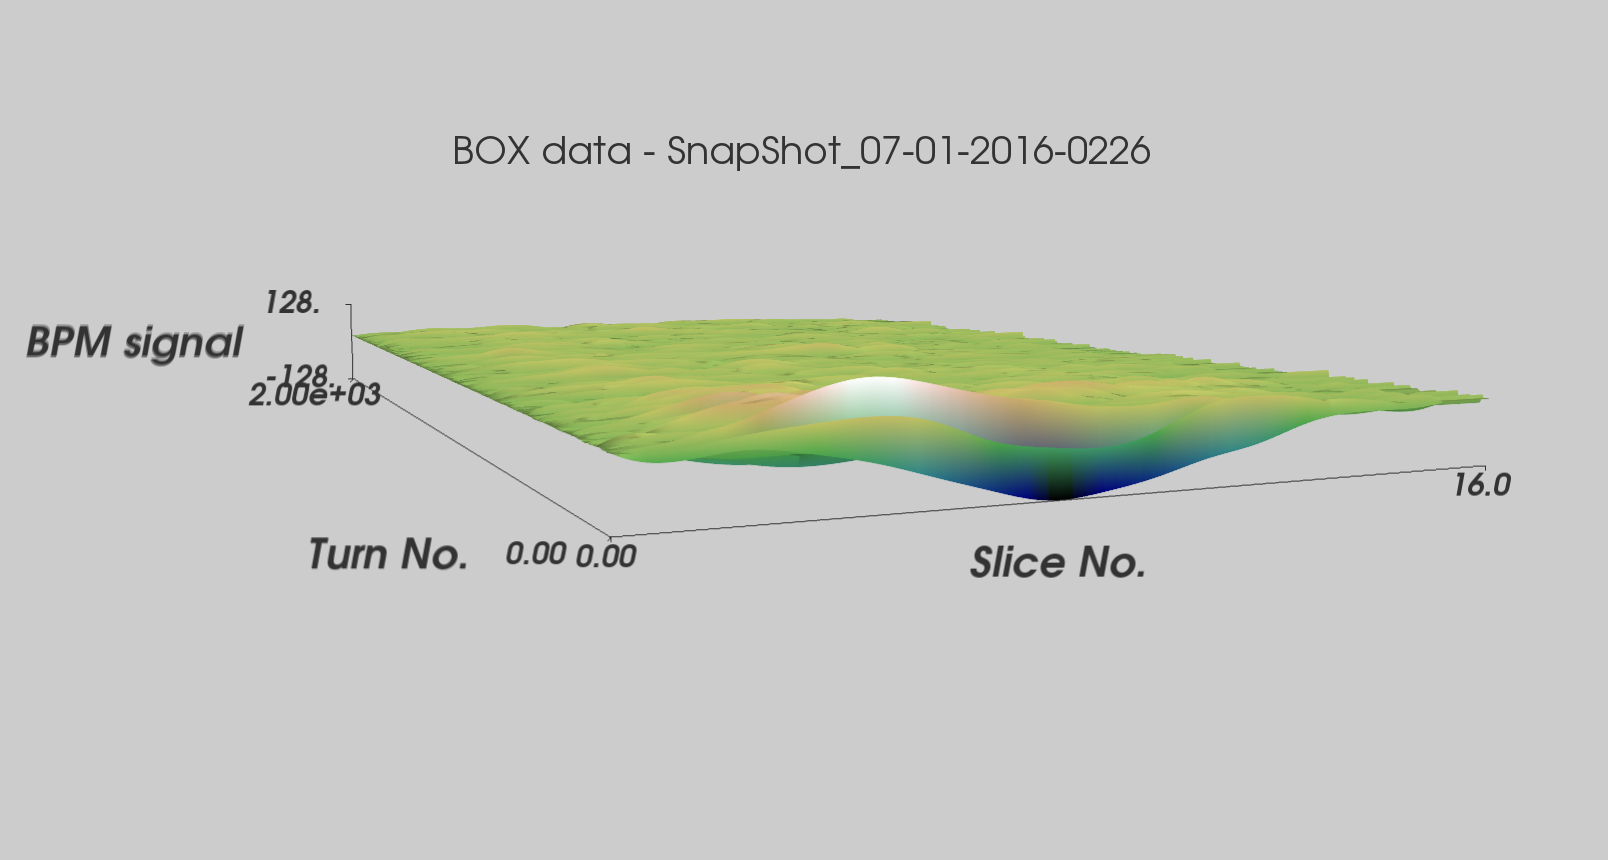 BOX data - SnapShot_07-01-2016-0226
128.
BPM signal
-128.
2.00e+03
16.0
Turn No.
0.00
0.00
Slice No.